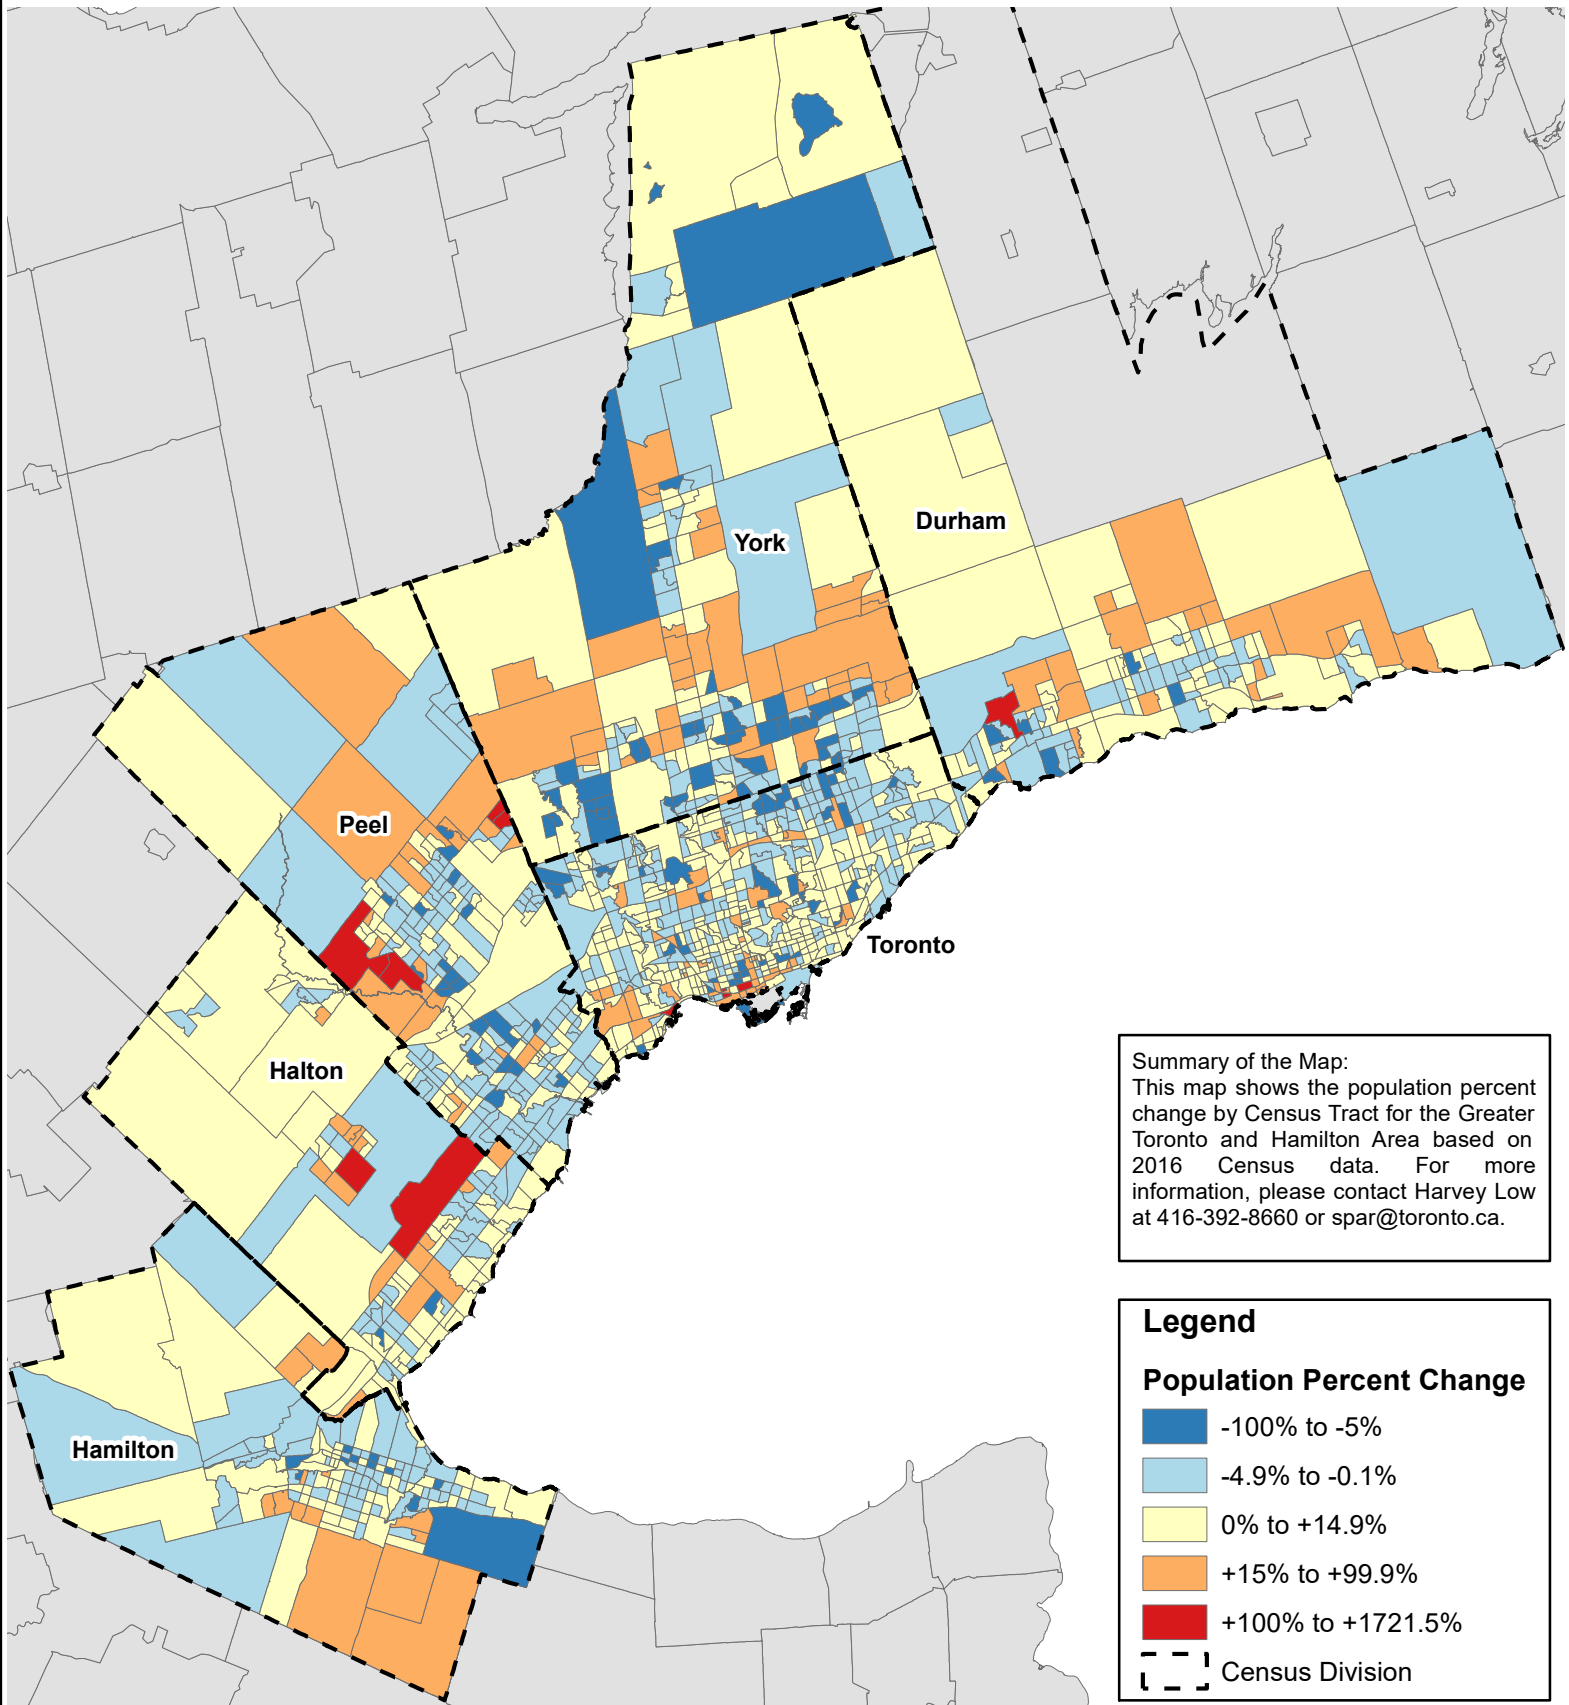 York
Durham
Peel
Toronto
Halton
Hamilton
Summary of the Map:
This map shows the population percent
change by Census Tract for the Greater
Toronto and Hamilton Area based on
2016 Census data. For more
information, please contact Harvey Low
at 416-392-8660 or spar@toronto.ca.
Legend
Population Percent Change
-100% to -5%
-4.9% to -0.1%
0% to +14.9%
+15% to +99.9%
+100% to +1721.5%
Census Division